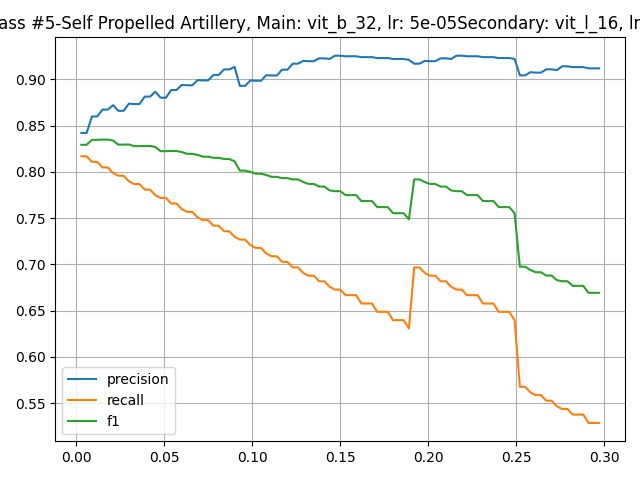 ass #5-Self Propelled Artillery, Main: vit_b_32, lr: 5e-05Secondary: vit_l_16, lr
0.90
0.85
0.80
0.75
0.70
0.65
0.60
0.55
precision
recall
f1
0.00 0.05 0.10 0.15 0.20 0.25 0.30